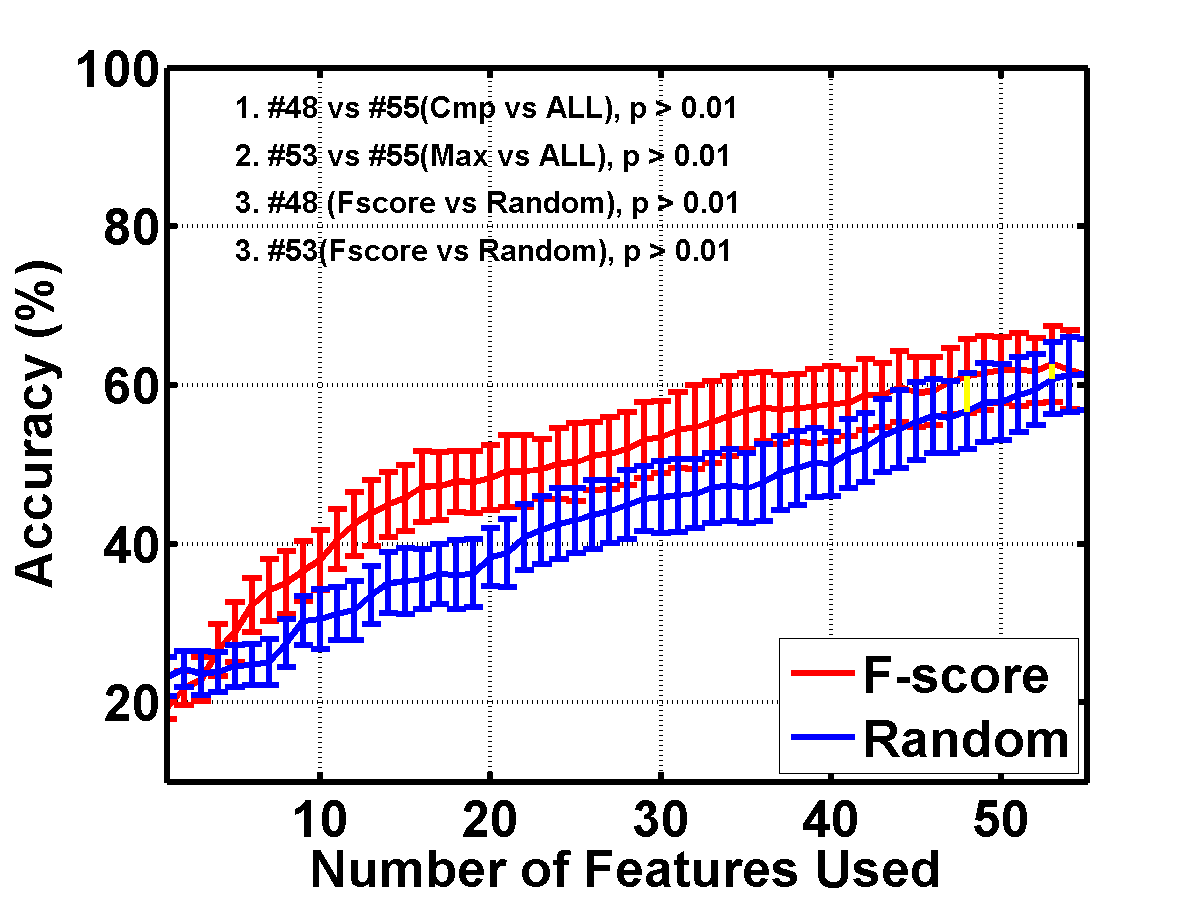 100
80
60
40
20
1. #48 vs #55(Cmp vs ALL), p > 0.01
2. #53 vs #55(Max vs ALL), p > 0.01
3. #48 (Fscore vs Random), p > 0.01
3. #53(Fscore vs Random), p > 0.01
Accuracy (%)
F-score
Random
10 20 30 40 50
Number of Features Used